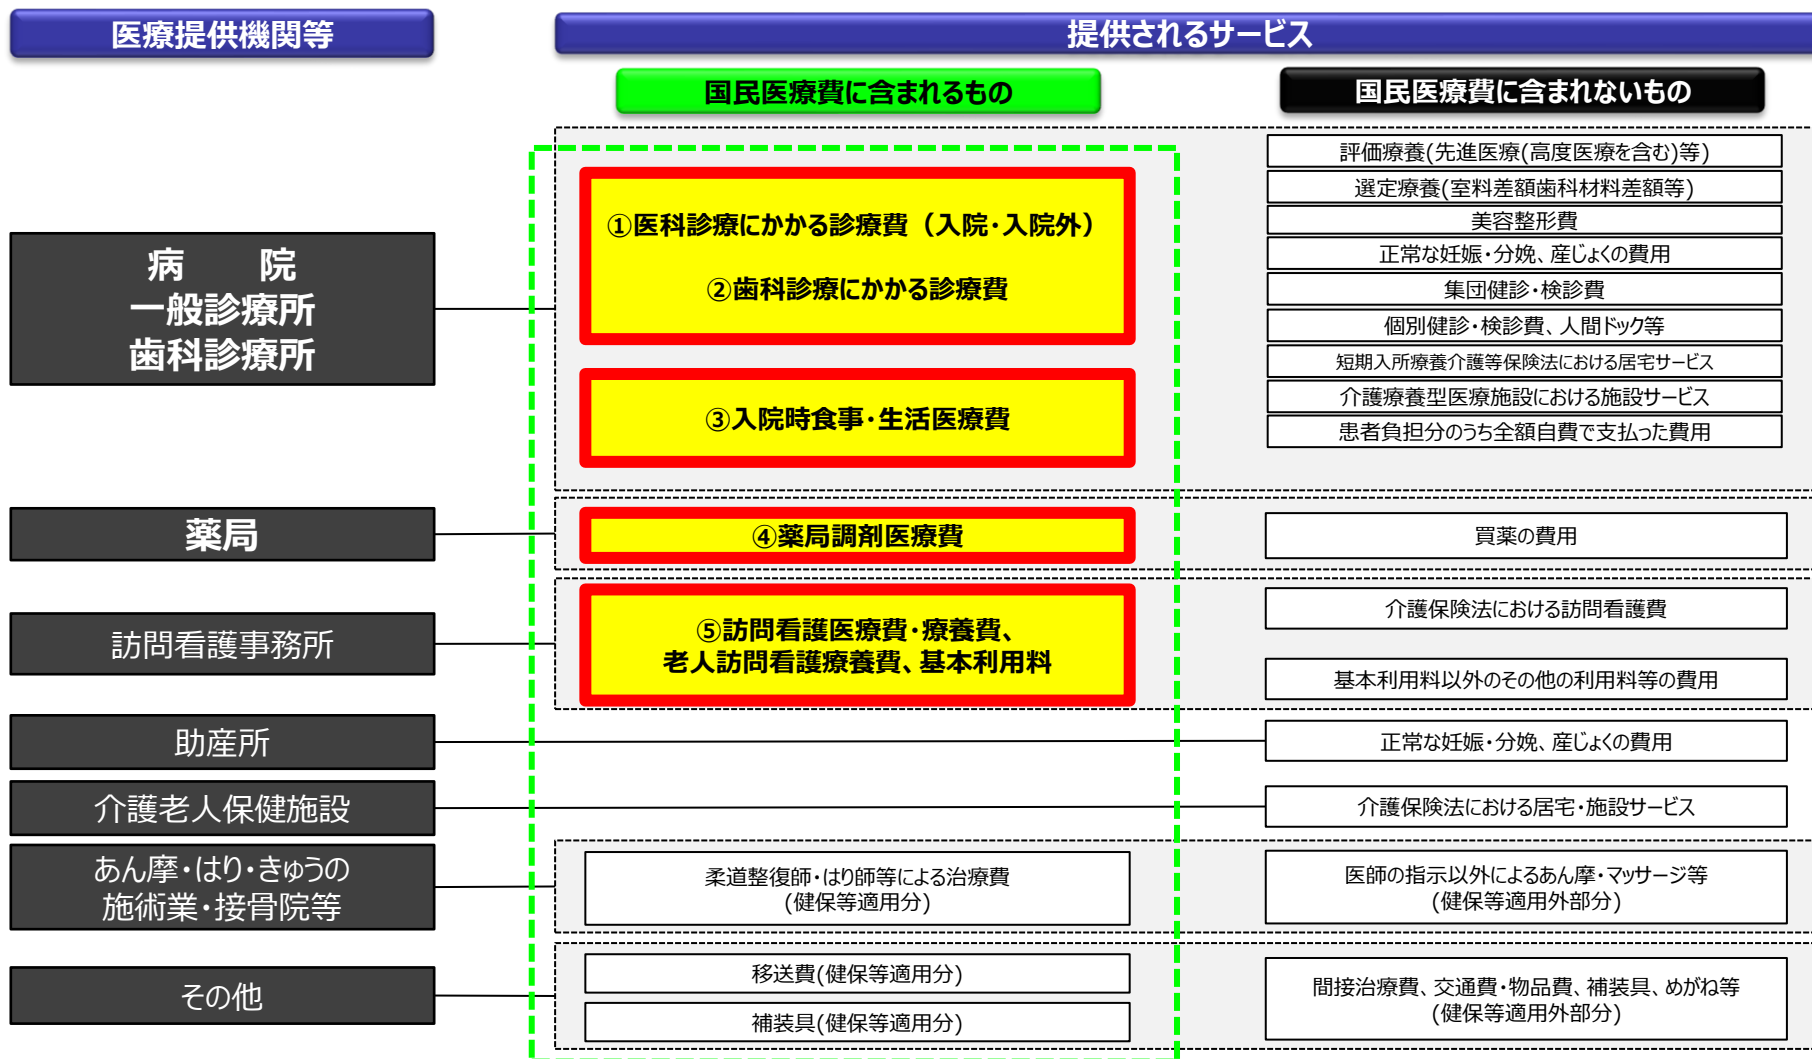 医療提供機関等
提供されるサービス
国民医療費に含まれるもの
国民医療費に含まれないもの
病　　院
一般診療所
歯科診療所
①医科診療にかかる診療費（入院・入院外）
②歯科診療にかかる診療費
③入院時食事・生活医療費
評価療養(先進医療(高度医療を含む)等)
選定療養(室料差額歯科材料差額等)
美容整形費
正常な妊娠・分娩、産じょくの費用
集団健診・検診費
個別健診・検診費、人間ドック等
短期入所療養介護等保険法における居宅サービス
介護療養型医療施設における施設サービス
患者負担分のうち全額自費で支払った費用
薬局
④薬局調剤医療費
買薬の費用
訪問看護事務所
⑤訪問看護医療費・療養費、
老人訪問看護療養費、基本利用料
介護保険法における訪問看護費
基本利用料以外のその他の利用料等の費用
助産所
正常な妊娠・分娩、産じょくの費用
介護老人保健施設
介護保険法における居宅・施設サービス
あん摩・はり・きゅうの
施術業・接骨院等
柔道整復師・はり師等による治療費
(健保等適用分)
医師の指示以外によるあん摩・マッサージ等
(健保等適用外部分)
その他
移送費(健保等適用分)
補装具(健保等適用分)
間接治療費、交通費・物品費、補装具、めがね等
(健保等適用外部分)